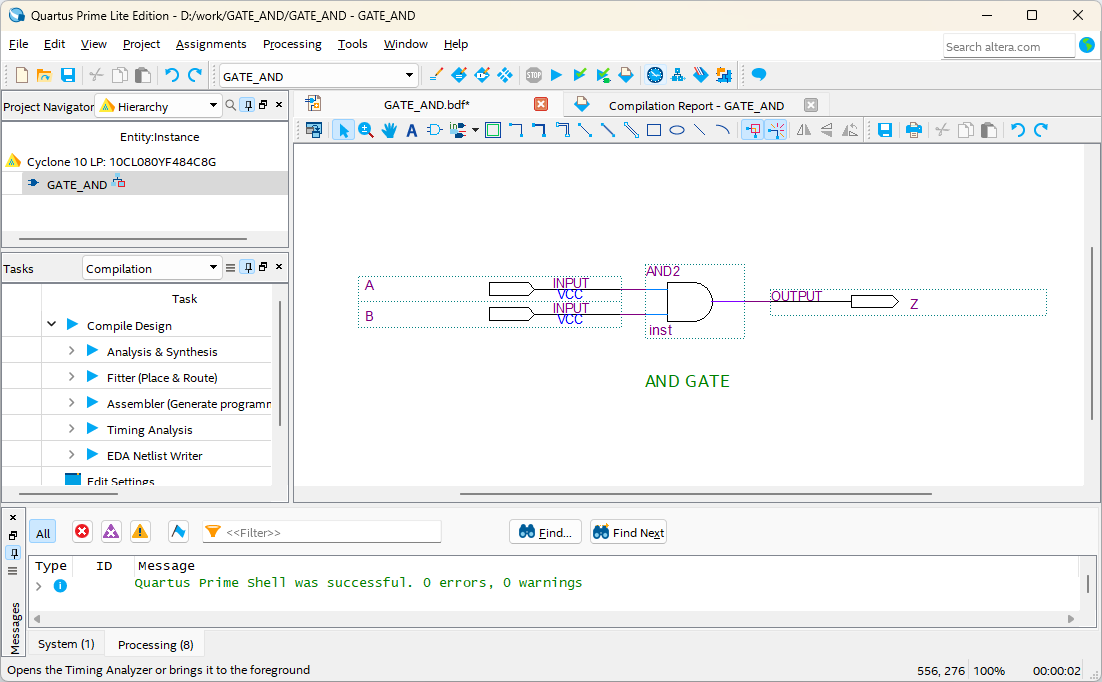 Quartus Prime Lite Edition - D:/work/GATE_AND/GATE_AND - GATE_AND
File Edit View Project Assignments Processing Tools Window Help
Search altera.com
GATE_AND
STOP
Project Navigator
Hierarchy
Entity:Instance
Cyclone 10 LP: 10CL080YF484C8G
GATE_AND
Tasks
Compilation
Task
Compile Design
Analysis & Synthesis
Fitter (Place & Route)
Assembler (Generate programm
Timing Analysis
EDA Netlist Writer
Edit Settings
GATE_AND.bdf*
Compilation Report - GATE_AND
A
A
INPUT
VCC
B
INPUT
VCC
AND2
inst
OUTPUT
Z
AND GATE
All
<<Filter>>
Find...
Find Next
Type ID Message
Quartus Prime Shell was successful. 0 errors, 0 warnings
Messages
System (1)
Processing (8)
Opens the Timing Analyzer or brings it to the foreground
556, 276
100%
00:00:02